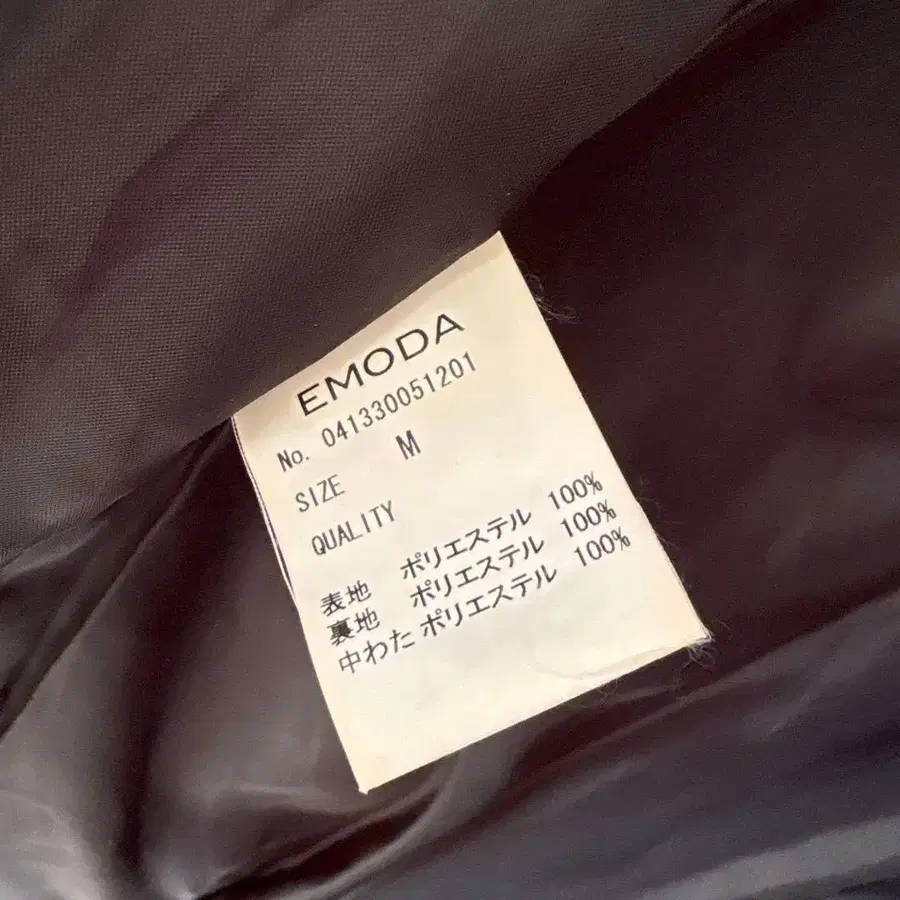 EMODA
No. 041330051201
SIZE M
QUALITY
表地 ポリエステル 100%
裏地 ポリエステル 100%
中わた ポリエステル 100%